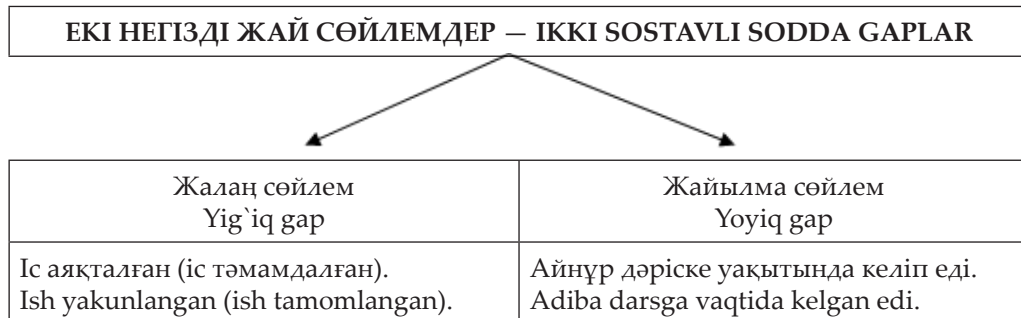 ЕКІ НЕГІЗДІ ЖАЙ СӨЙЛЕМДЕР — IKKI SOSTAVLI SODDA GAPLAR
Жалаң сөйлем
Yig`iq gap
Жайылма сөйлем
Yoyiq gap
Іс аяқталған (іс тәмамдалған).
Ish yakunlangan (ish tamomlangan).
Айнұр дәріске уақытында келіп еді.
Adiba darsga vaqtida kelgan edi.